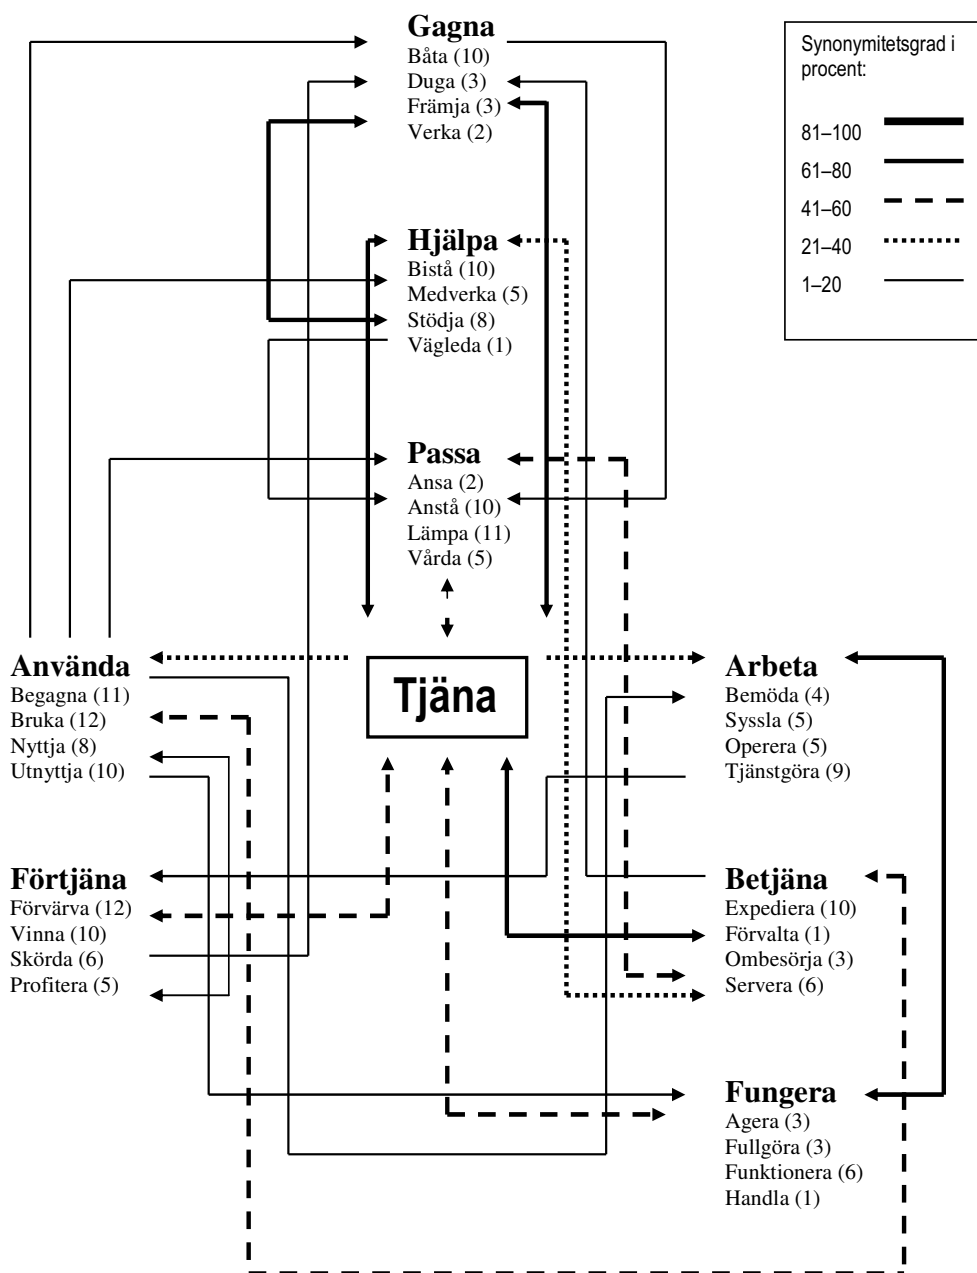 Gagna
Båta (10)
Duga (3)
Främja (3)
Verka (2)
Synonymitetsgrad i
procent:
81–100
61–80
41–60
21–40
1–20
Hjälpa
Bistå (10)
Medverka (5)
Stödja (8)
Vägleda (1)
Passa
Ansa (2)
Anstå (10)
Lämpa (11)
Vårda (5)
Använda
Begagna (11)
Bruka (12)
Nyttja (8)
Utnyttja (10)
Tjäna
Arbeta
Bemöda (4)
Syssla (5)
Operera (5)
Tjänstgöra (9)
Förtjäna
Förvärva (12)
Vinna (10)
Skörda (6)
Profitera (5)
Betjäna
Expediera (10)
Förvalta (1)
Ombesörja (3)
Servera (6)
Fungera
Agera (3)
Fullgöra (3)
Funktionera (6)
Handla (1)